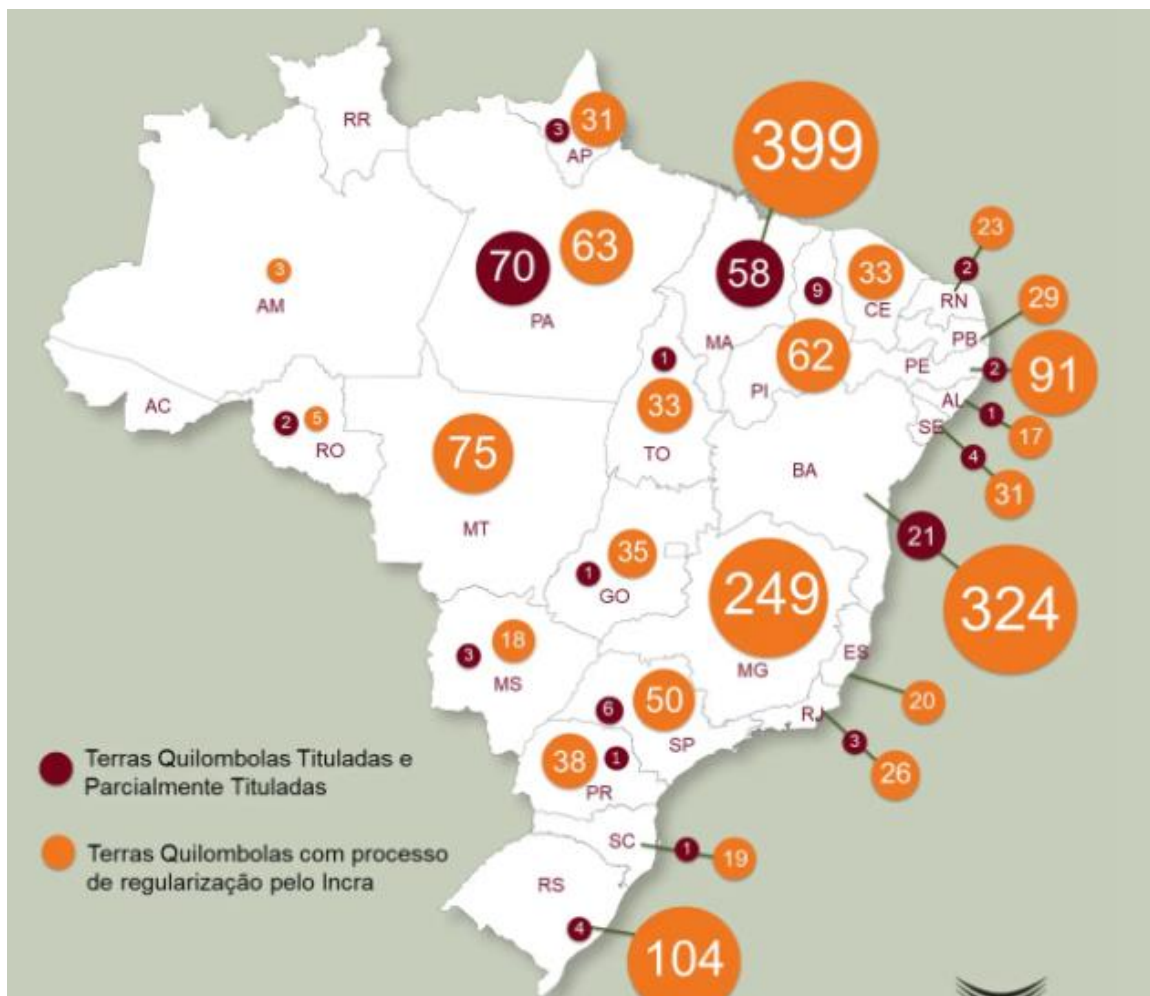 RR
3
31
AP
399
70
63
PA
58
MA
9
33
CE
23
2
RN
3
AM
29
PB
1
62
PI
PE
2
91
AC
2
5
RO
75
MT
33
TO
AL
1
17
SE
4
31
BA
21
324
35
1
GO
249
MG
ES
20
18
3
MS
50
6
SP
RJ
3
26
38
1
PR
Terras Quilombolas Tituladas e
Parcialmente Tituladas
SC
1
19
Terras Quilombolas com processo
de regularização pelo Incra
RS
4
104